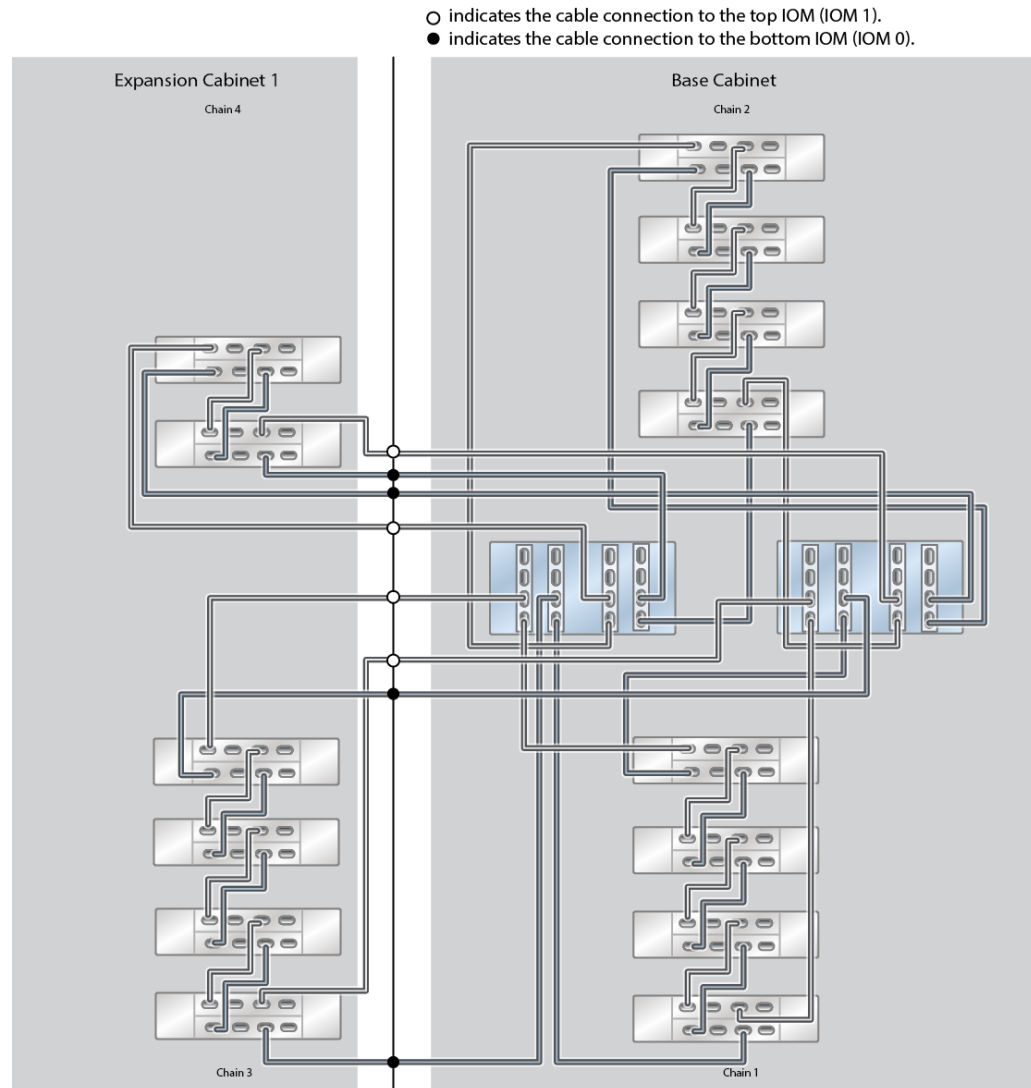 indicates the cable connection to the top IOM (IOM 1).
indicates the cable connection to the bottom IOM (IOM 0).
Expansion Cabinet 1
Base Cabinet
Chain 4
Chain 2
Chain 3
Chain 1